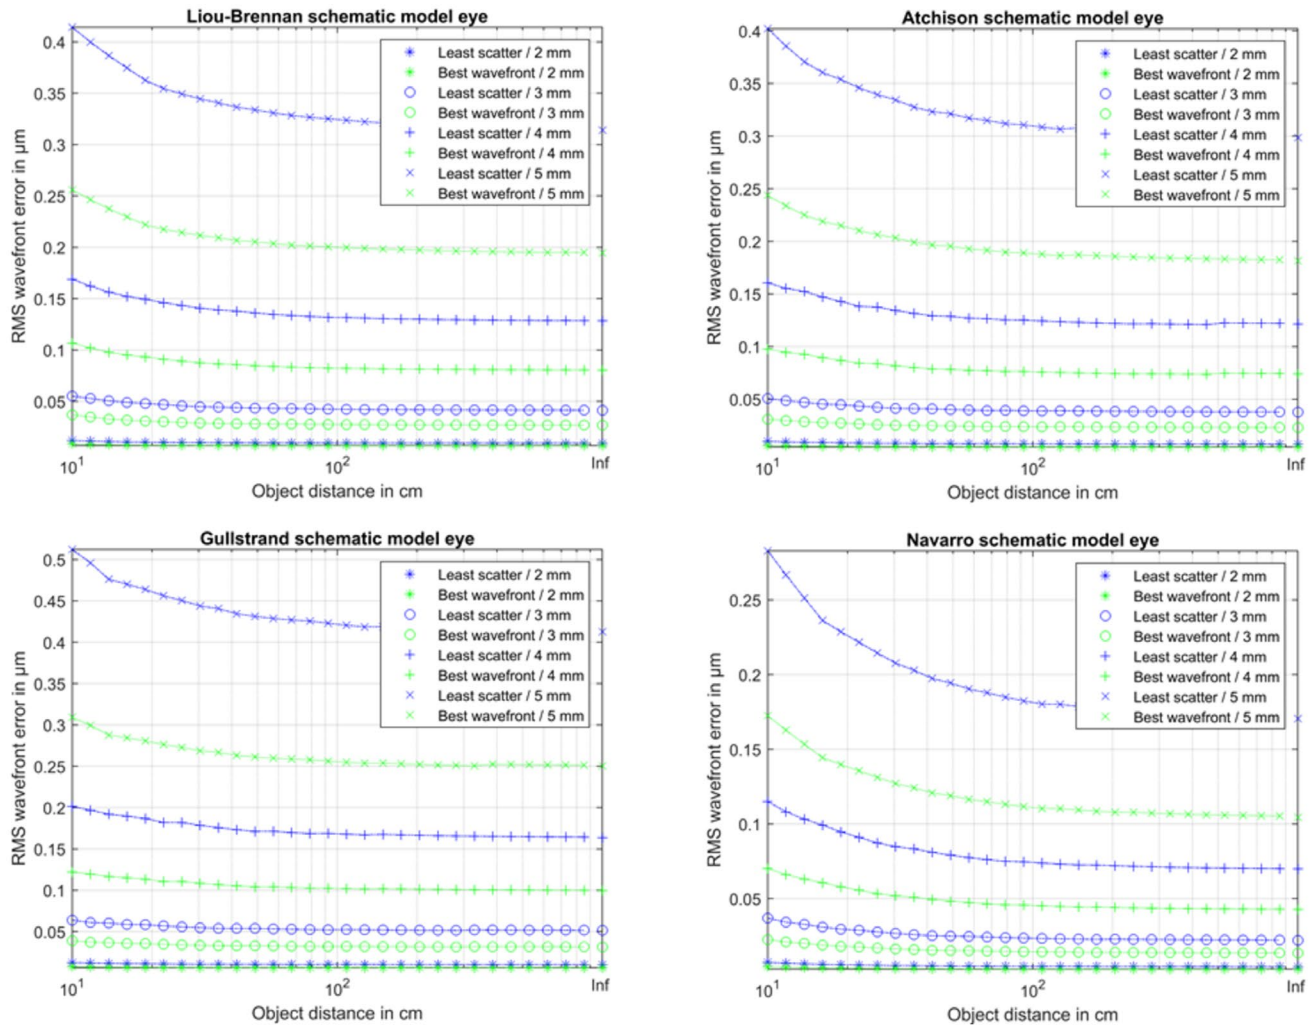 Liou-Brennan schematic model eye
0.4
0.35
0.3
0.25
0.2
0.15
0.1
0.05
RMS wavefront error in μm
Least scatter / 2 mm
Best wavefront / 2 mm
Least scatter / 3 mm
Best wavefront / 3 mm
Least scatter / 4 mm
Best wavefront / 4 mm
Least scatter / 5 mm
Best wavefront / 5 mm
10¹ 10² Inf
Object distance in cm
Atchison schematic model eye
0.4
0.35
0.3
0.25
0.2
0.15
0.1
0.05
RMS wavefront error in μm
Least scatter / 2 mm
Best wavefront / 2 mm
Least scatter / 3 mm
Best wavefront / 3 mm
Least scatter / 4 mm
Best wavefront / 4 mm
Least scatter / 5 mm
Best wavefront / 5 mm
10¹ 10² Inf
Object distance in cm
Gullstrand schematic model eye
0.5
0.45
0.4
0.35
0.3
0.25
0.2
0.15
0.1
0.05
RMS wavefront error in μm
Least scatter / 2 mm
Best wavefront / 2 mm
Least scatter / 3 mm
Best wavefront / 3 mm
Least scatter / 4 mm
Best wavefront / 4 mm
Least scatter / 5 mm
Best wavefront / 5 mm
10¹ 10² Inf
Object distance in cm
Navarro schematic model eye
0.25
0.2
0.15
0.1
0.05
RMS wavefront error in μm
Least scatter / 2 mm
Best wavefront / 2 mm
Least scatter / 3 mm
Best wavefront / 3 mm
Least scatter / 4 mm
Best wavefront / 4 mm
Least scatter / 5 mm
Best wavefront / 5 mm
10¹ 10² Inf
Object distance in cm